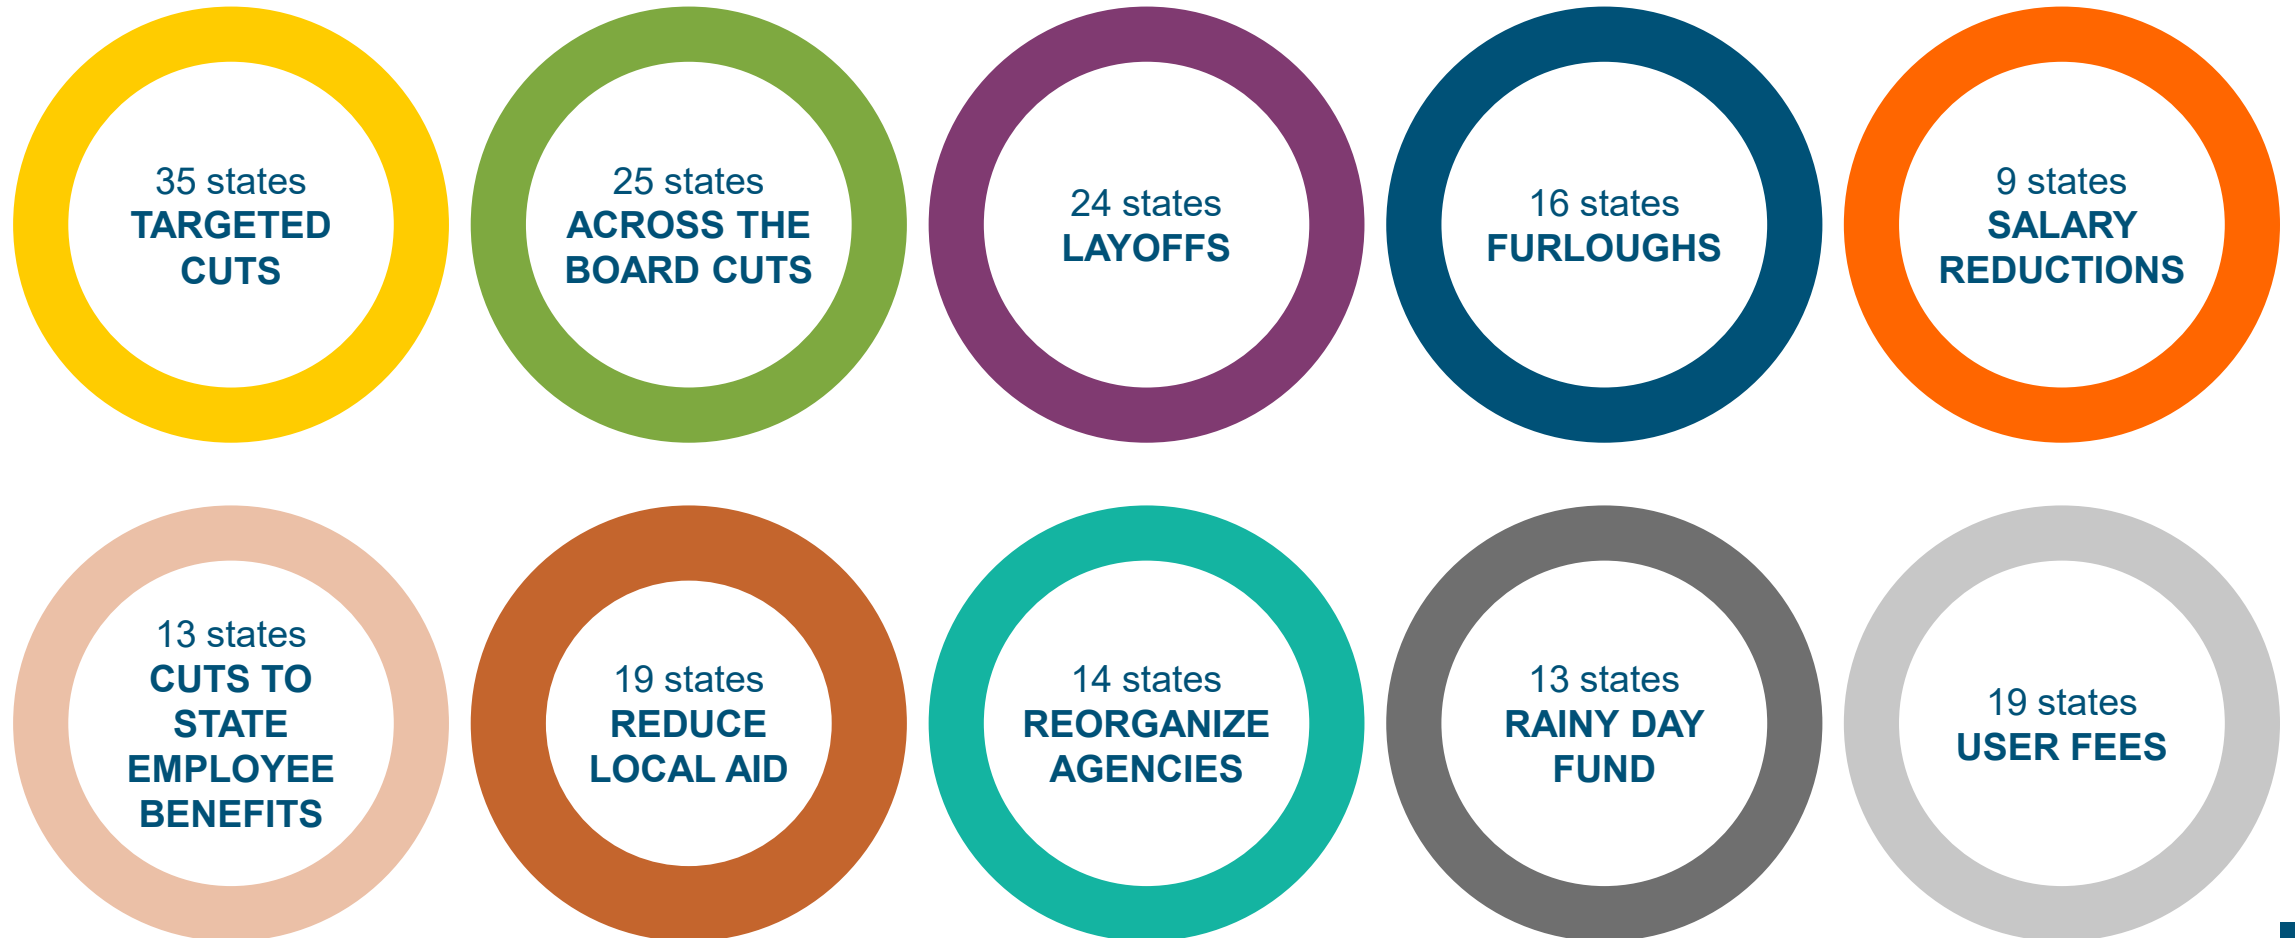 35 states
TARGETED
CUTS
25 states
ACROSS THE
BOARD CUTS
24 states
LAYOFFS
16 states
FURLOUGHS
9 states
SALARY
REDUCTIONS
13 states
CUTS TO
STATE
EMPLOYEE
BENEFITS
19 states
REDUCE
LOCAL AID
14 states
REORGANIZE
AGENCIES
13 states
RAINY DAY
FUND
19 states
USER FEES